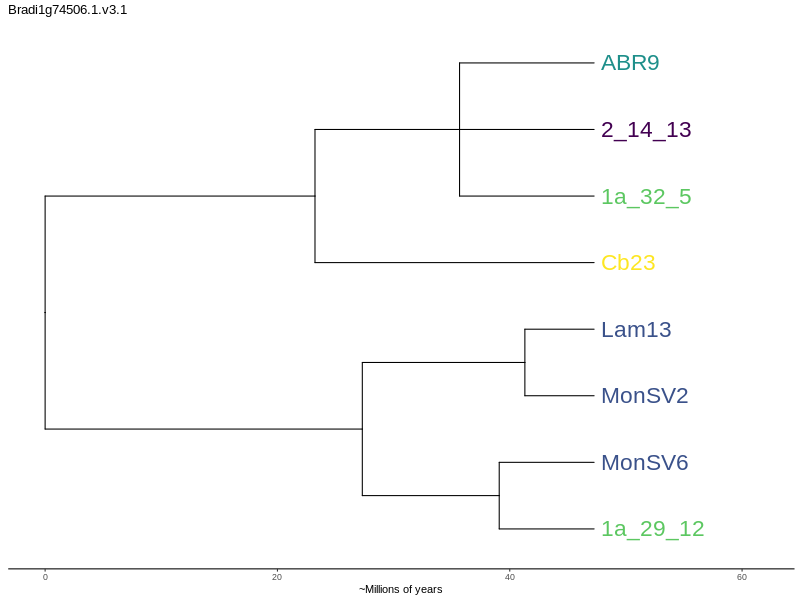 Bradi1g74506.1.v3.1
ABR9
2_14_13
1a_32_5
Cb23
Lam13
MonSV2
MonSV6
1a_29_12
0 20 40 60
~Millions of years